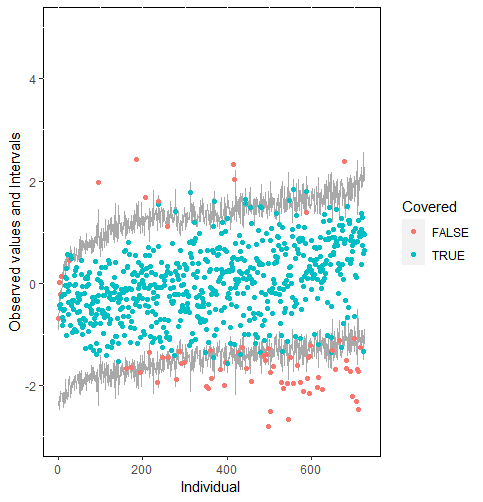 Observed values and Intervals
4
2
0
-2
0
200
400
600
Individual
Covered
FALSE
TRUE